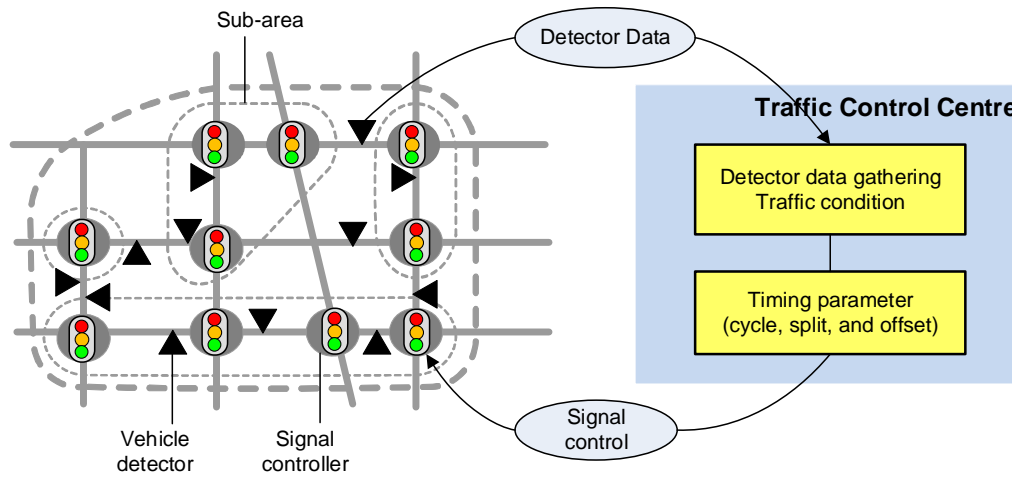 Sub-area
Detector Data
Traffic Control Centre
Detector data gathering
Traffic condition
Timing parameter
(cycle, split, and offset)
Signal
control
Vehicle
detector
Signal
controller